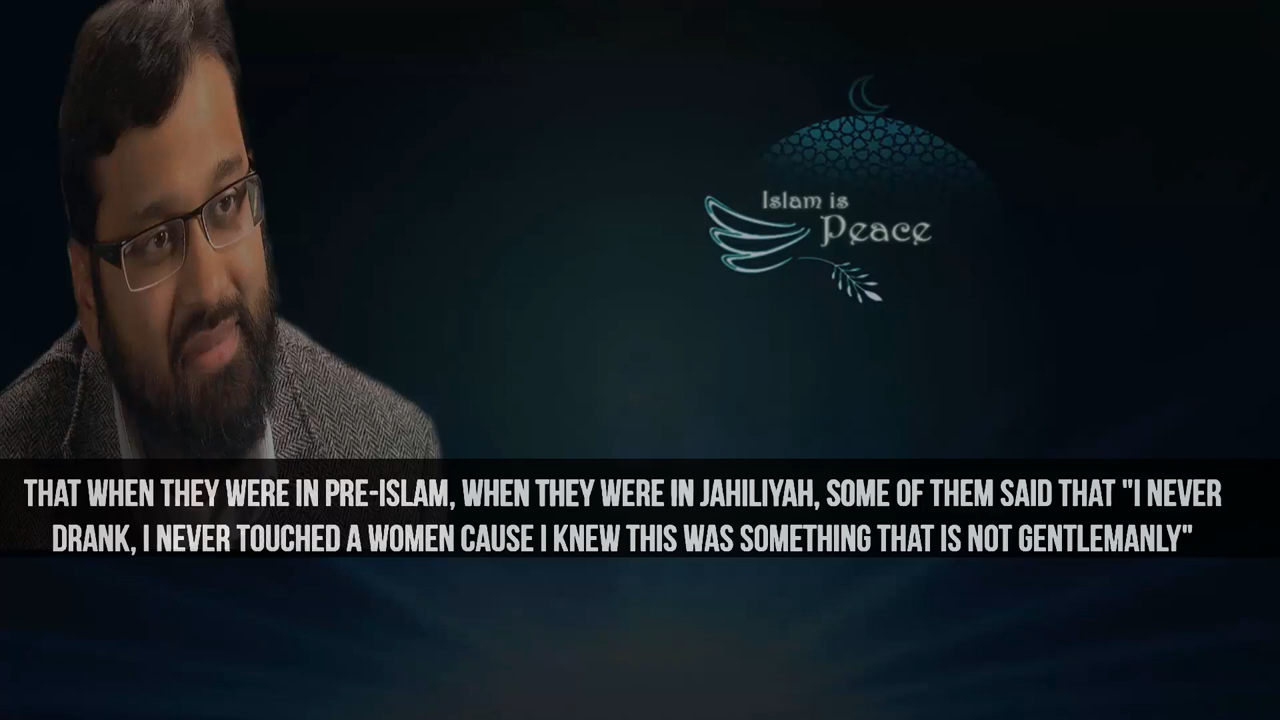 Islam is
Peace
THAT WHEN THEY WERE IN PRE-ISLAM, WHEN THEY WERE IN JAHILIYAH, SOME OF THEM SAID THAT "I NEVER
DRANK, I NEVER TOUCHED A WOMEN CAUSE I KNEW THIS WAS SOMETHING THAT IS NOT GENTLEMANLY"